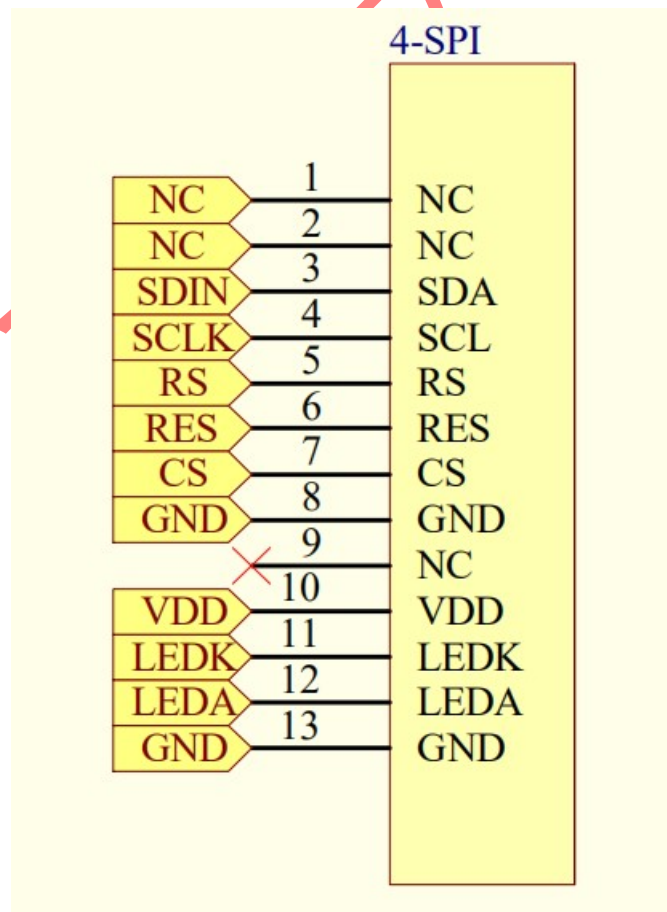 4-SPI
NC 1 NC
NC 2 NC
SDIN 3 SDA
SCLK 4 SCL
RS 5 RS
RES 6 RES
CS 7 CS
GND 8 GND
9 NC
VDD 10 VDD
LEDK 11 LEDK
LEDA 12 LEDA
GND 13 GND